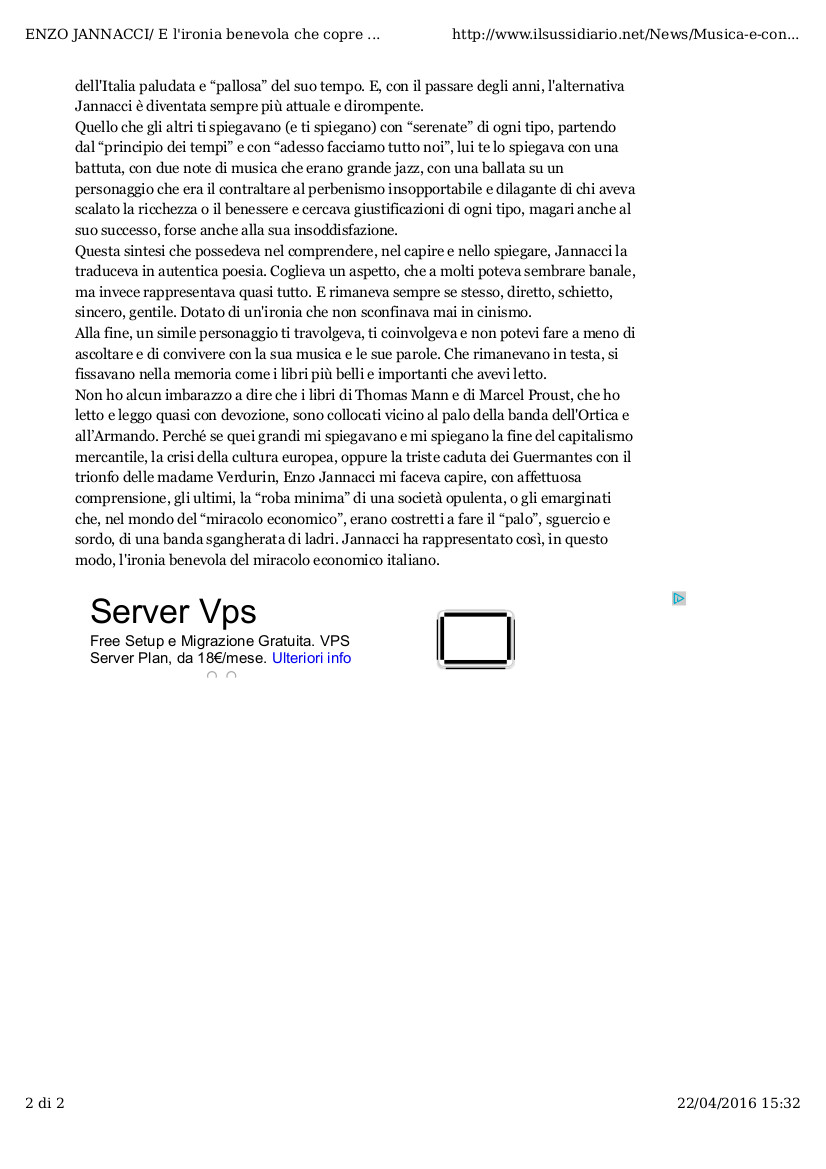 ENZO JANNACCI/ E l'ironia benevola che copre ...
http://www.ilsussidiario.net/News/Musica-e-con...
dell'Italia paludata e “pallosa” del suo tempo. E, con il passare degli anni, l'alternativa
Jannacci è diventata sempre più attuale e dirompente.
Quello che gli altri ti spiegavano (e ti spiegano) con “serenate” di ogni tipo, partendo
dal “principio dei tempi” e con “adesso facciamo tutto noi”, lui te lo spiegava con una
battuta, con due note di musica che erano grande jazz, con una ballata su un
personaggio che era il contraltare al perbenismo insopportabile e dilagante di chi aveva
scalato la ricchezza o il benessere e cercava giustificazioni di ogni tipo, magari anche al
suo successo, forse anche alla sua insoddisfazione.
Questa sintesi che possedeva nel comprendere, nel capire e nello spiegare, Jannacci la
traduceva in autentica poesia. Coglieva un aspetto, che a molti poteva sembrare banale,
ma invece rappresentava quasi tutto. E rimaneva sempre se stesso, diretto, schietto,
sincero, gentile. Dotato di un'ironia che non sconfinava mai in cinismo.
Alla fine, un simile personaggio ti travolgeva, ti coinvolgeva e non potevi fare a meno di
ascoltare e di convivere con la sua musica e le sue parole. Che rimanevano in testa, si
fissavano nella memoria come i libri più belli e importanti che avevi letto.
Non ho alcun imbarazzo a dire che i libri di Thomas Mann e di Marcel Proust, che ho
letto e leggo quasi con devozione, sono collocati vicino al palo della banda dell'Ortica e
all’Armando. Perché se quei grandi mi spiegavano e mi spiegano la fine del capitalismo
mercantile, la crisi della cultura europea, oppure la triste caduta dei Guermantes con il
trionfo delle madame Verdurin, Enzo Jannacci mi faceva capire, con affettuosa
comprensione, gli ultimi, la “roba minima” di una società opulenta, o gli emarginati
che, nel mondo del “miracolo economico”, erano costretti a fare il “palo”, sguercio e
sordo, di una banda sgangherata di ladri. Jannacci ha rappresentato così, in questo
modo, l'ironia benevola del miracolo economico italiano.
Server Vps
Free Setup e Migrazione Gratuita. VPS
Server Plan, da 18€/mese. Ulteriori info
2 di 2
22/04/2016 15:32